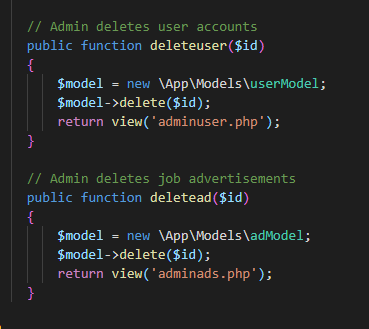 // Admin deletes user accounts
public function deleteuser($id)
{
$model = new \App\Models\userModel;
$model->delete($id);
return view('adminuser.php');
}
// Admin deletes job advertisements
public function deletead($id)
{
$model = new \App\Models\adModel;
$model->delete($id);
return view('adminads.php');
}